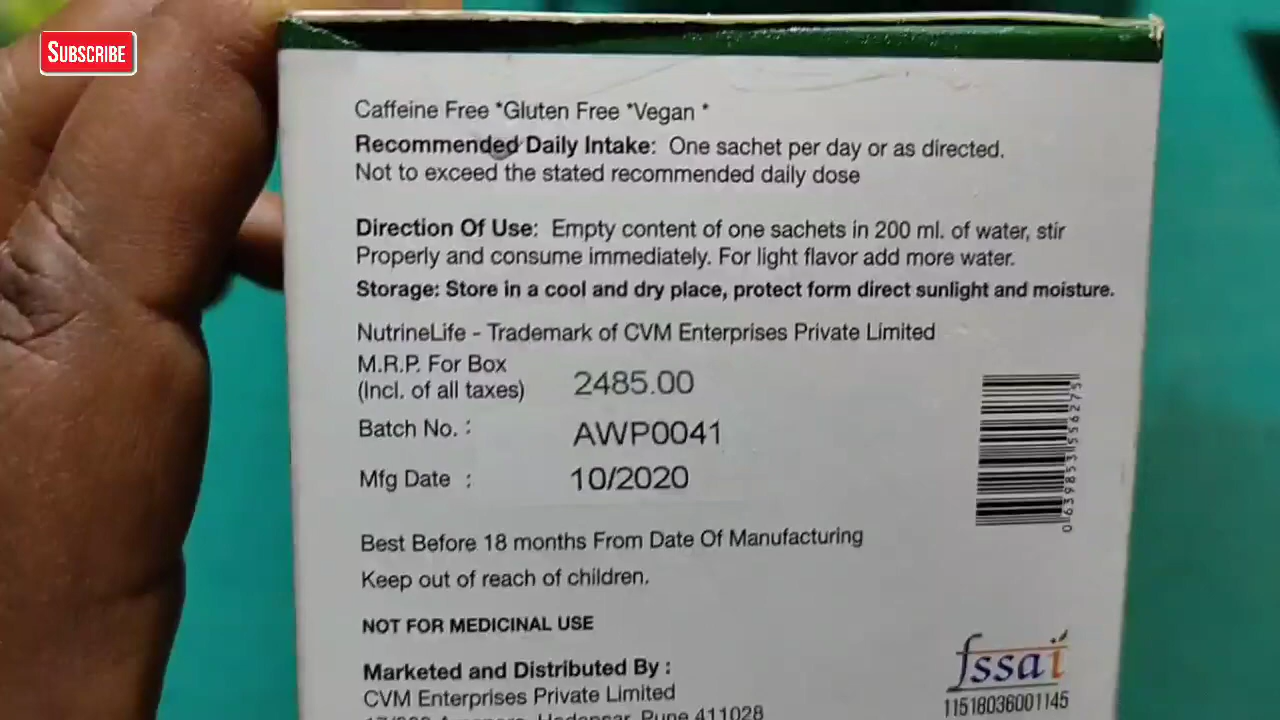 SUBSCRIBE
Caffeine Free *Gluten Free *Vegan *
Recommended Daily Intake: One sachet per day or as directed.
Not to exceed the stated recommended daily dose
Direction Of Use: Empty content of one sachets in 200 ml. of water, stir
Properly and consume immediately. For light flavor add more water.
Storage: Store in a cool and dry place, protect form direct sunlight and moisture.
NutrineLife - Trademark of CVM Enterprises Private Limited
M.R.P. For Box
(Incl. of all taxes) 2485.00
Batch No. : AWP0041
Mfg Date : 10/2020
0 639853 556275
Best Before 18 months From Date Of Manufacturing
Keep out of reach of children.
NOT FOR MEDICINAL USE
Marketed and Distributed By :
CVM Enterprises Private Limited
Pune 411028
fssai
11518036001145